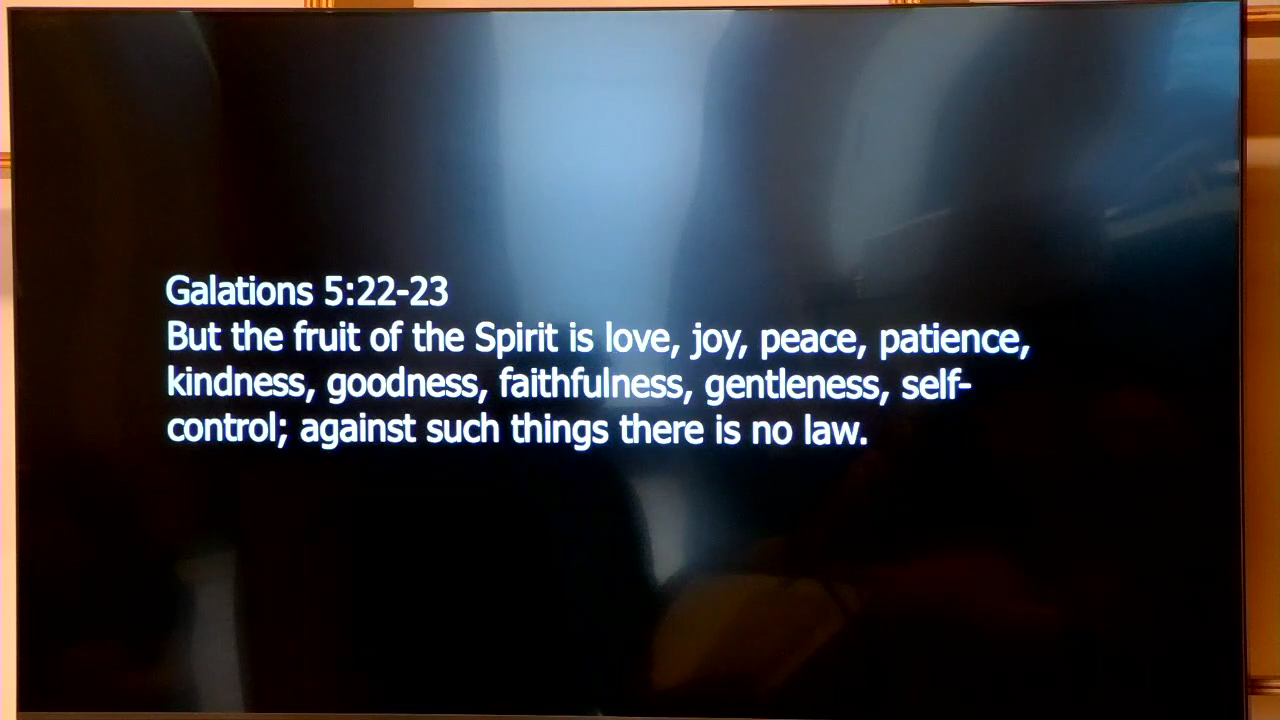 Galations 5:22-23
But the fruit of the Spirit is love, joy, peace, patience,
kindness, goodness, faithfulness, gentleness, self-
control; against such things there is no law.